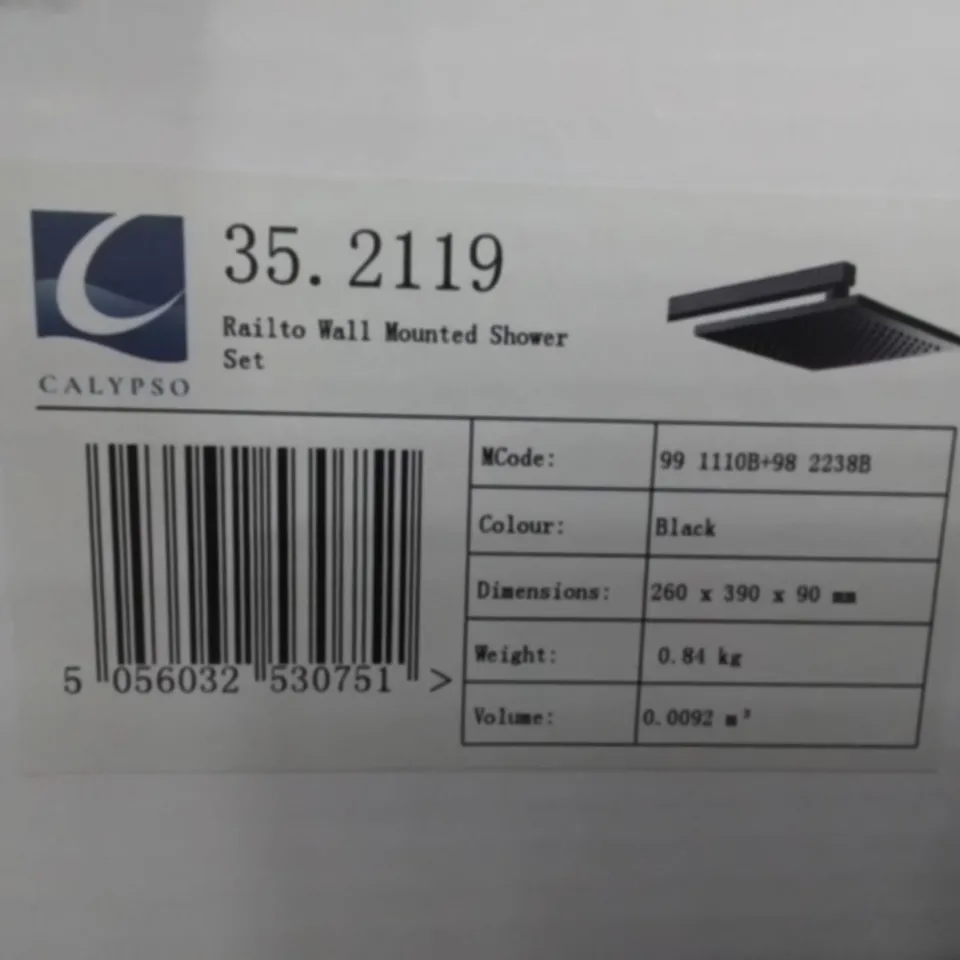 35.2119
Railto Wall Mounted Shower
Set
CALYPSO
MCode: 99 1110B+98 2238B
Colour: Black
Dimensions: 260 x 390 x 90 mm
Weight: 0.84 kg
Volume: 0.0092 m³
5 056032 530751 >